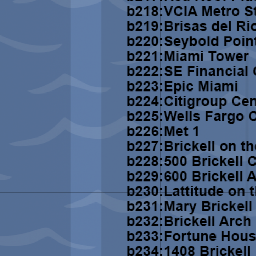 b218:VCIA Metro St
b219:Brisas del Rio
b220:Seybold Point
b221:Miami Tower
b222:SE Financial
b223:Epic Miami
b224:Citigroup Cen
b225:Wells Fargo C
b226:Met 1
b227:Brickell on the
b228:500 Brickell
b229:600 Brickell A
b230:Lattitude on t
b231:Mary Brickell
b232:Brickell Arch
b233:Fortune Hous
b234:1408 Brickell